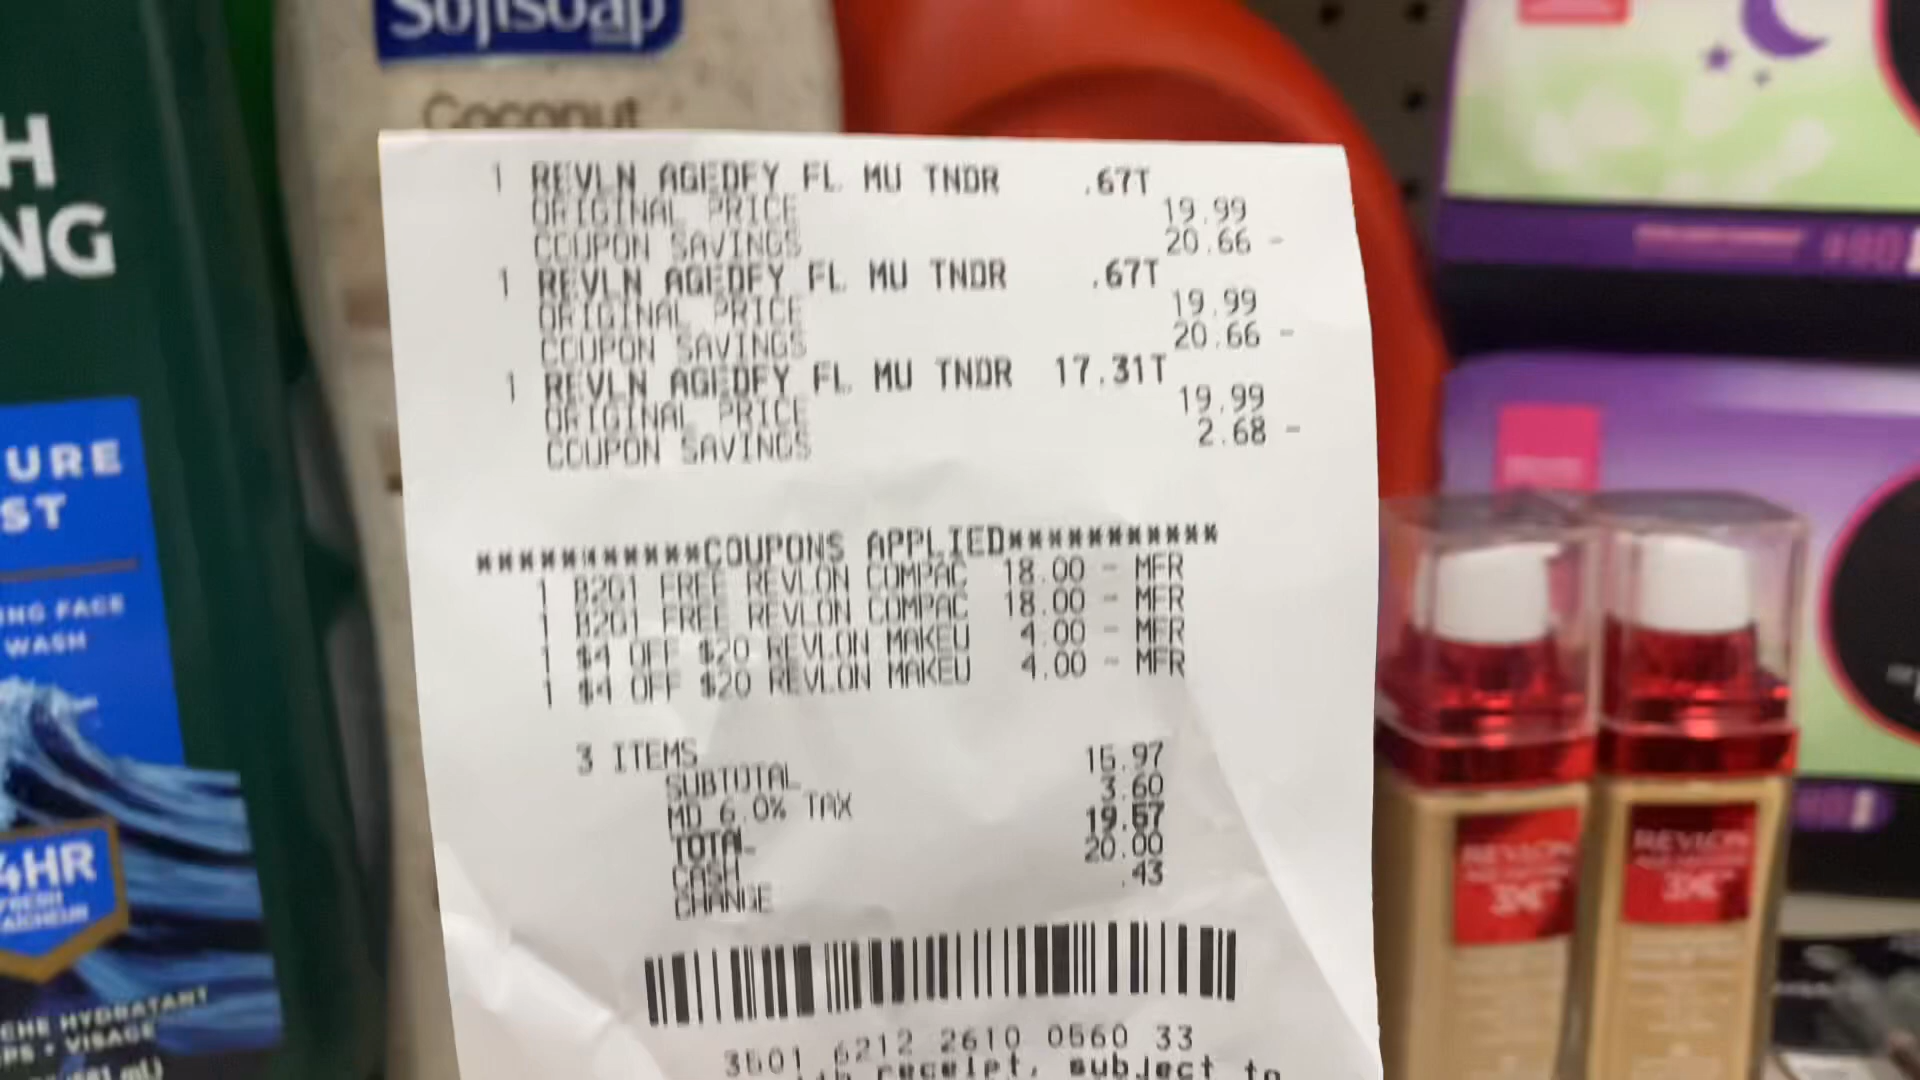 Softsoap
Coconut
H
NG
URE
ST
NG FACE
WASH
4HR
FRESH
CHE HYDRATANT
PS • VISAGE
1 REVLN AGEDFY FL MU TNDR .67T
ORIGINAL PRICE 19.99
COUPON SAVINGS 20.66 -
1 REVLN AGEDFY FL MU TNDR .67T
ORIGINAL PRICE 19.99
COUPON SAVINGS 20.66 -
1 REVLN AGEDFY FL MU TNDR 17.31T
ORIGINAL PRICE 19.99
COUPON SAVINGS 2.68 -
***********COUPONS APPLIED***********
1 B2G1 FREE REVLON COMPAC 18.00 - MFR
1 B2G1 FREE REVLON COMPAC 18.00 - MFR
1 $4 OFF $20 REVLON MAKEU 4.00 - MFR
1 $4 OFF $20 REVLON MAKEU 4.00 - MFR
3 ITEMS
SUBTOTAL 15.97
MD 6.0% TAX 3.60
TOTAL 19.57
CASH 20.00
CHANGE .43
3501 6212 2610 0560 33
receipt, subject to
REVLON
REVLON